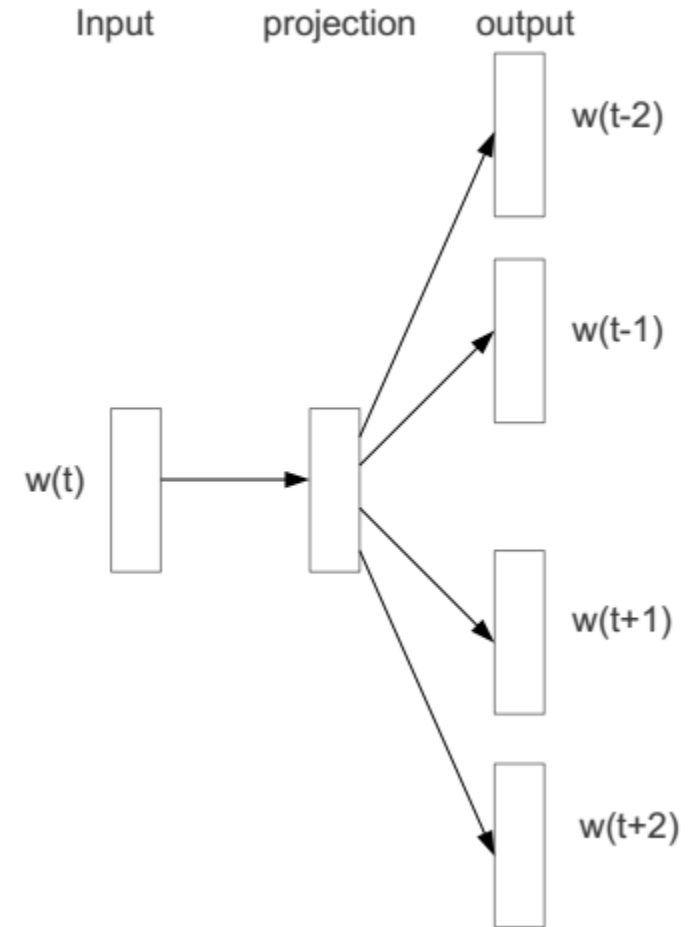 Input projection output
w(t-2)
w(t-1)
w(t)
w(t+1)
w(t+2)